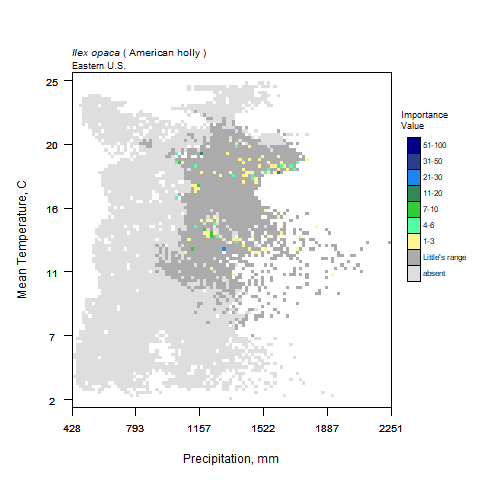 Ilex opaca ( American holly )
Eastern U.S.
25
20
16
11
7
2
Mean Temperature, C
428 793 1157 1522 1887 2251
Precipitation, mm
Importance
Value
51-100
31-50
21-30
11-20
7-10
4-6
1-3
Little's range
absent